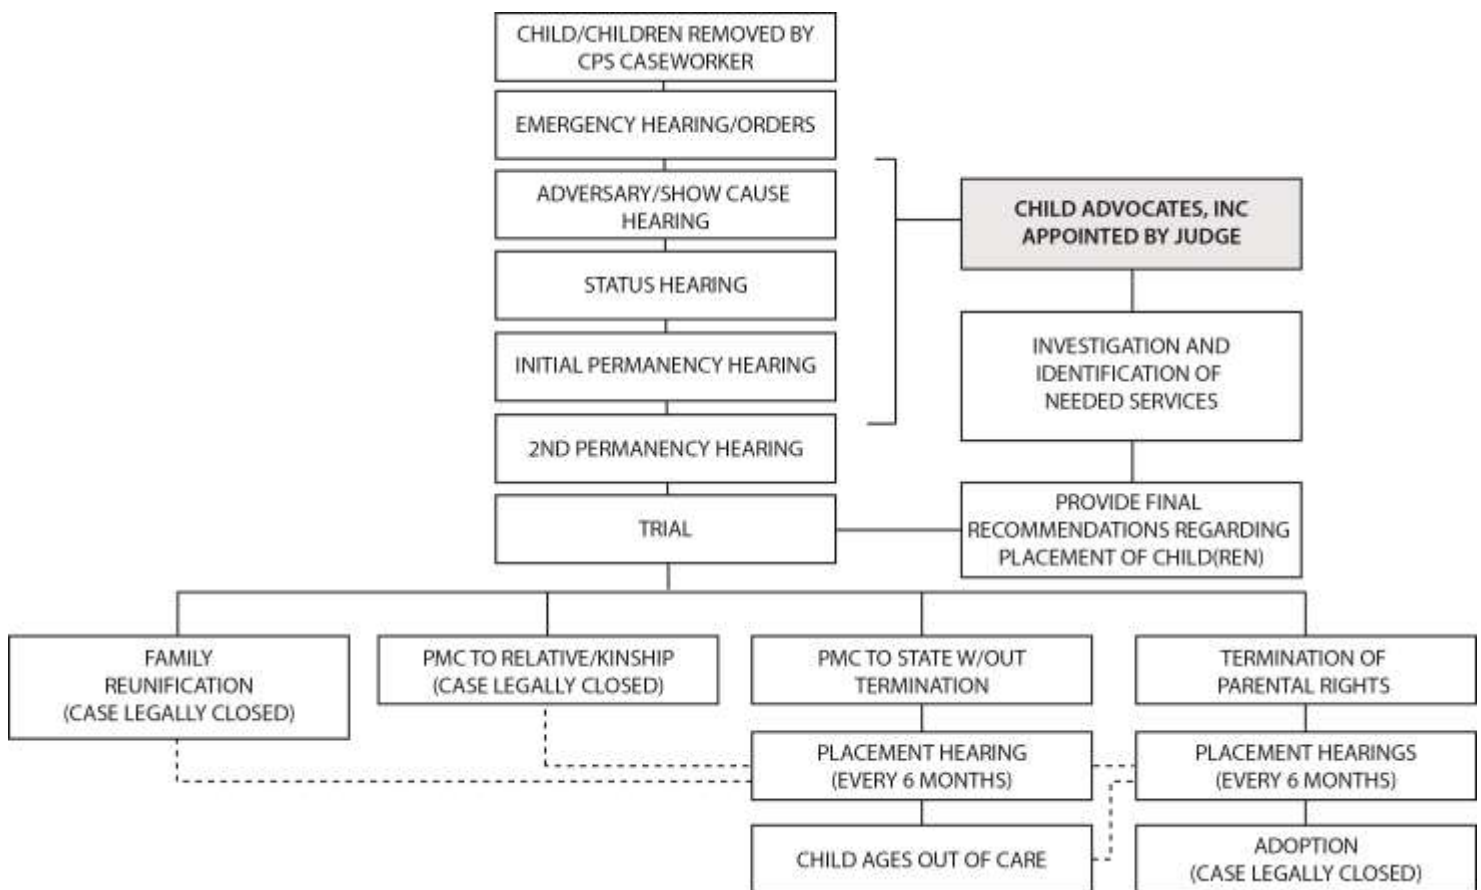 CHILD/CHILDREN REMOVED BY
CPS CASEWORKER
EMERGENCY HEARING/ORDERS
ADVERSARY/SHOW CAUSE
HEARING
STATUS HEARING
INITIAL PERMANENCY HEARING
2ND PERMANENCY HEARING
TRIAL
CHILD ADVOCATES, INC
APPOINTED BY JUDGE
INVESTIGATION AND
IDENTIFICATION OF
NEEDED SERVICES
PROVIDE FINAL
RECOMMENDATIONS REGARDING
PLACEMENT OF CHILD(REN)
FAMILY
REUNIFICATION
(CASE LEGALLY CLOSED)
PMC TO RELATIVE/KINSHIP
(CASE LEGALLY CLOSED)
PMC TO STATE W/OUT
TERMINATION
TERMINATION OF
PARENTAL RIGHTS
PLACEMENT HEARING
(EVERY 6 MONTHS)
PLACEMENT HEARINGS
(EVERY 6 MONTHS)
CHILD AGES OUT OF CARE
ADOPTION
(CASE LEGALLY CLOSED)